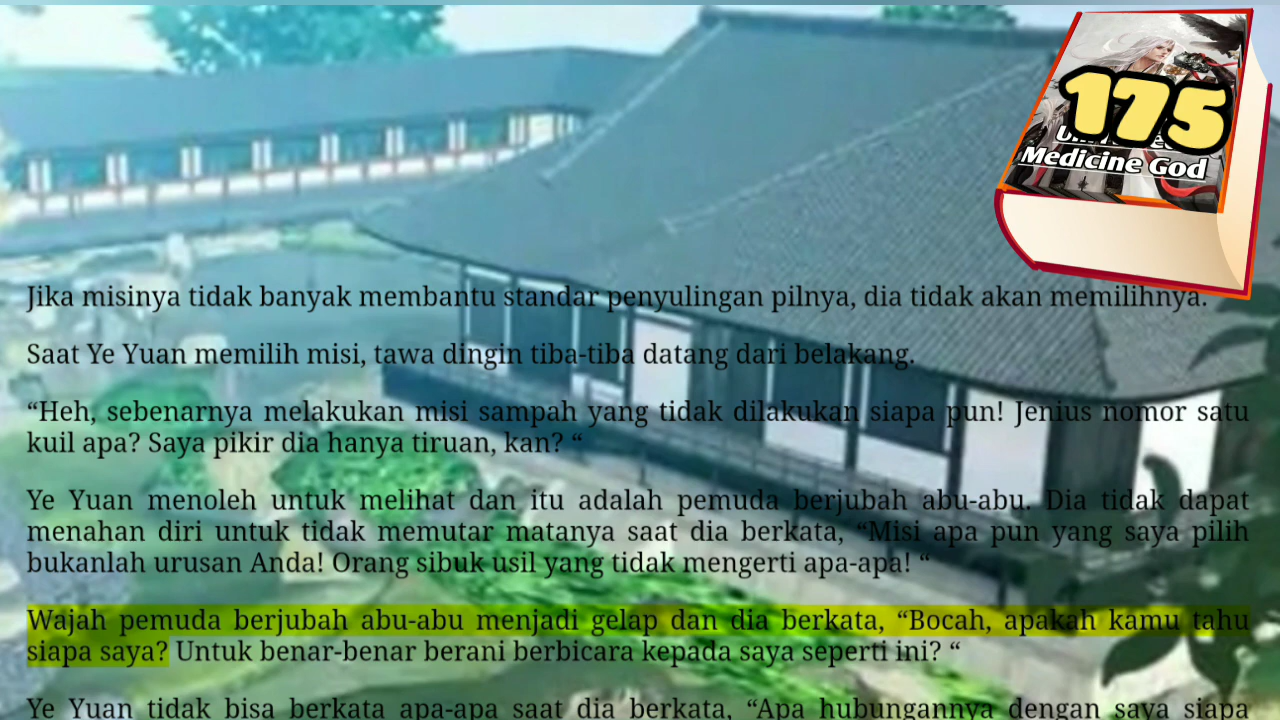 175
Medicine God
Jika misinya tidak banyak membantu standar penyulingan pilnya, dia tidak akan memilihnya.
Saat Ye Yuan memilih misi, tawa dingin tiba-tiba datang dari belakang.
“Heh, sebenarnya melakukan misi sampah yang tidak dilakukan siapa pun! Jenius nomor satu
kuil apa? Saya pikir dia hanya tiruan, kan? “
Ye Yuan menoleh untuk melihat dan itu adalah pemuda berjubah abu-abu. Dia tidak dapat
menahan diri untuk tidak memutar matanya saat dia berkata, “Misi apa pun yang saya pilih
bukanlah urusan Anda! Orang sibuk usil yang tidak mengerti apa-apa! “
Wajah pemuda berjubah abu-abu menjadi gelap dan dia berkata, “Bocah, apakah kamu tahu
siapa saya? Untuk benar-benar berani berbicara kepada saya seperti ini? “
Ye Yuan tidak bisa berkata apa-apa saat dia berkata, “Apa hubungannya dengan saya siapa